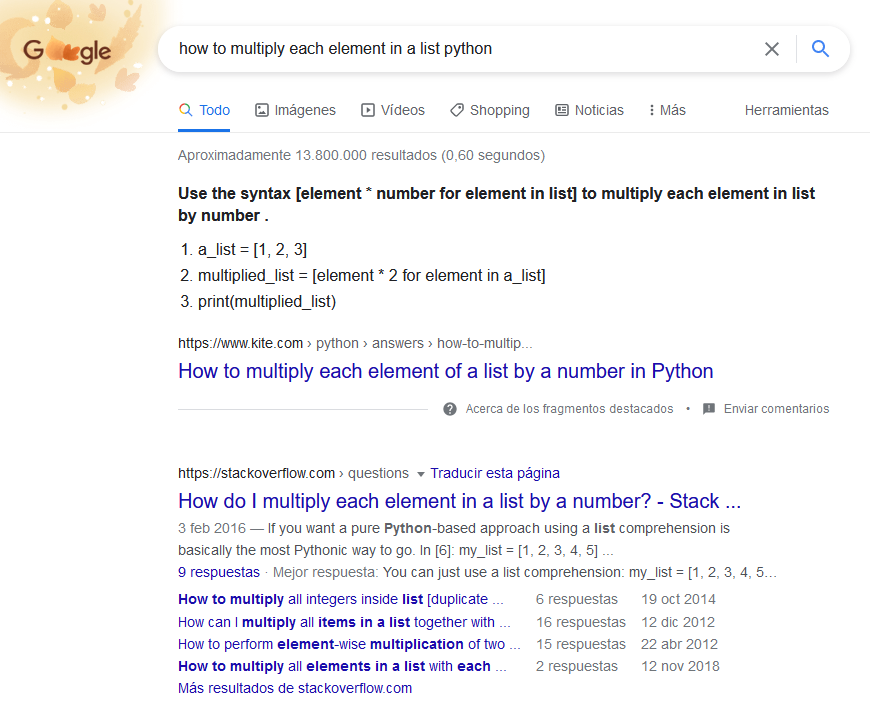 Google
how to multiply each element in a list python
Todo Imágenes Vídeos Shopping Noticias Más Herramientas
Aproximadamente 13.800.000 resultados (0,60 segundos)
Use the syntax [element * number for element in list] to multiply each element in list
by number .
1. a_list = [1, 2, 3]
2. multiplied_list = [element * 2 for element in a_list]
3. print(multiplied_list)
https://www.kite.com › python › answers › how-to-multip...
How to multiply each element of a list by a number in Python
Acerca de los fragmentos destacados • Enviar comentarios
https://stackoverflow.com › questions Traducir esta página
How do I multiply each element in a list by a number? - Stack ...
3 feb 2016 — If you want a pure Python-based approach using a list comprehension is
basically the most Pythonic way to go. In [6]: my_list = [1, 2, 3, 4, 5] ...
9 respuestas · Mejor respuesta: You can just use a list comprehension: my_list = [1, 2, 3, 4, 5...
How to multiply all integers inside list [duplicate ... 6 respuestas 19 oct 2014
How can I multiply all items in a list together with ... 16 respuestas 12 dic 2012
How to perform element-wise multiplication of two ... 15 respuestas 22 abr 2012
How to multiply all elements in a list with each ... 2 respuestas 12 nov 2018
Más resultados de stackoverflow.com